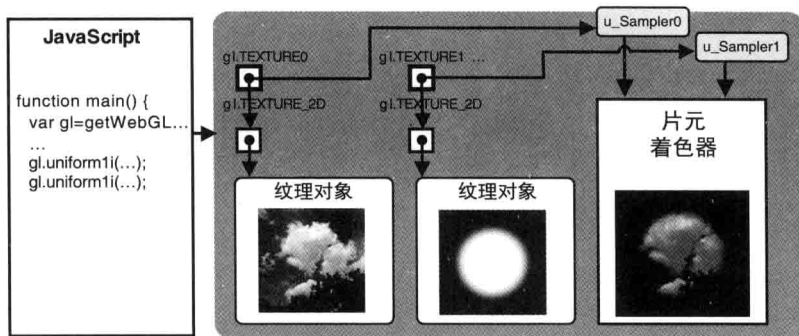 JavaScript
function main() {
var gl=getWebGL…
…
gl.uniform1i(…);
gl.uniform1i(…);
u_Sampler0
u_Sampler1
gl.TEXTURE0
gl.TEXTURE1 …
gl.TEXTURE_2D
gl.TEXTURE_2D
纹理对象
纹理对象
片元
着色器